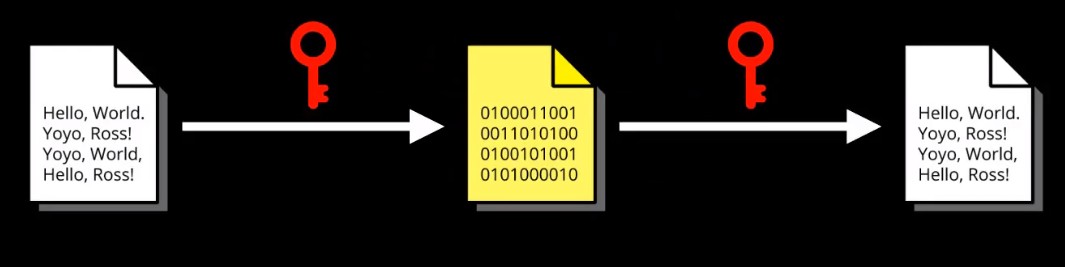 Hello, World.
Yoyo, Ross!
Yoyo, World,
Hello, Ross!
0100011001
0011010100
0100101001
0101000010
Hello, World.
Yoyo, Ross!
Yoyo, World,
Hello, Ross!